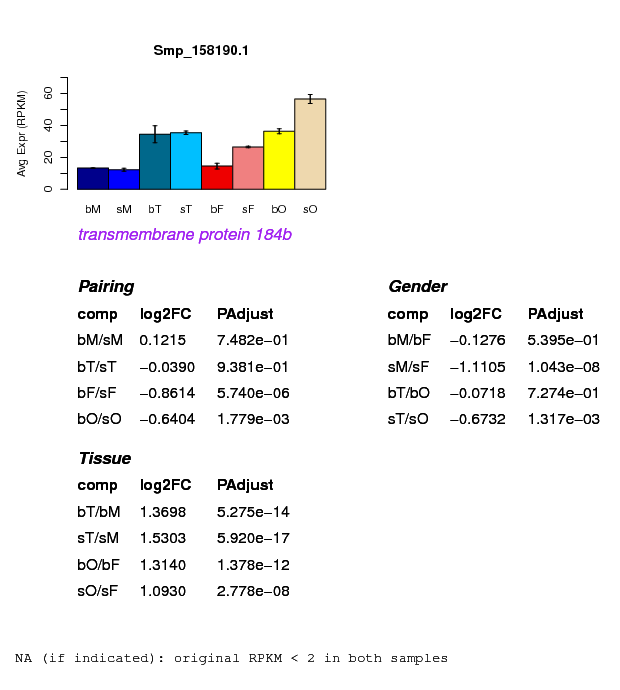 Smp_158190.1
Avg Expr (RPKM)
0 20 40 60
bM sM bT sT bF sF bO sO
transmembrane protein 184b
Pairing
comp log2FC PAdjust
bM/sM 0.1215 7.482e−01
bT/sT −0.0390 9.381e−01
bF/sF −0.8614 5.740e−06
bO/sO −0.6404 1.779e−03
Gender
comp log2FC PAdjust
bM/bF −0.1276 5.395e−01
sM/sF −1.1105 1.043e−08
bT/bO −0.0718 7.274e−01
sT/sO −0.6732 1.317e−03
Tissue
comp log2FC PAdjust
bT/bM 1.3698 5.275e−14
sT/sM 1.5303 5.920e−17
bO/bF 1.3140 1.378e−12
sO/sF 1.0930 2.778e−08
NA (if indicated): original RPKM < 2 in both samples